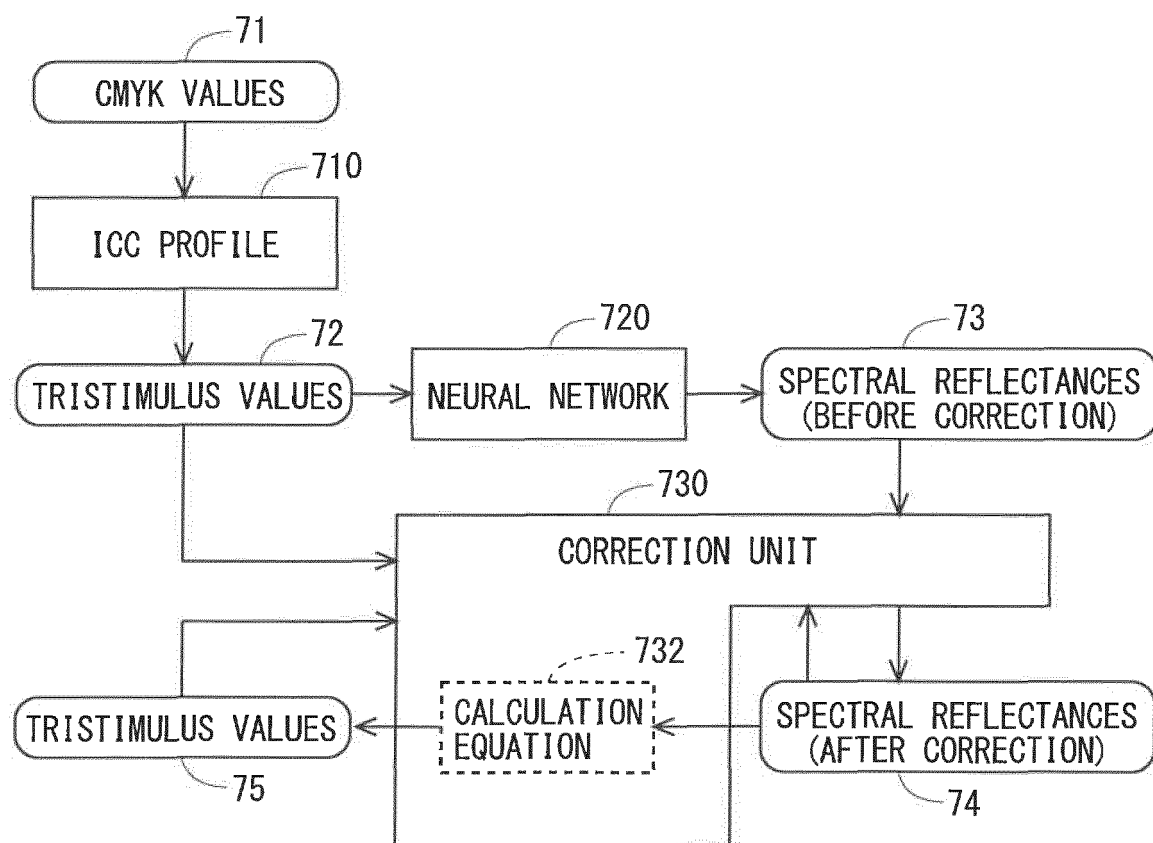 71
CMYK VALUES
710
ICC PROFILE
72
TRISTIMULUS VALUES
720
NEURAL NETWORK
73
SPECTRAL REFLECTANCES
(BEFORE CORRECTION)
730
CORRECTION UNIT
732
CALCULATION
EQUATION
TRISTIMULUS VALUES
75
SPECTRAL REFLECTANCES
(AFTER CORRECTION)
74